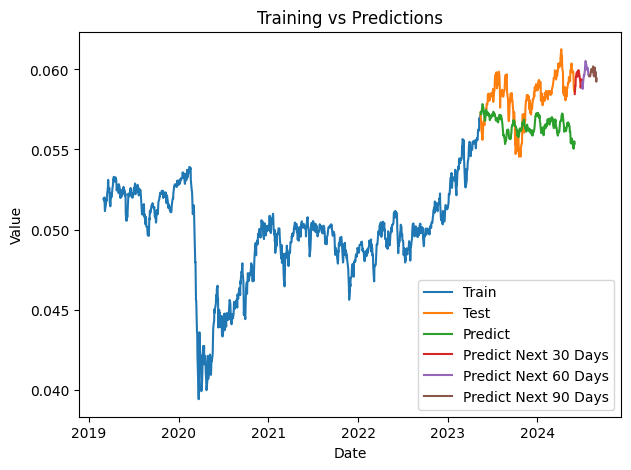 Training vs Predictions
Value
0.060
0.055
0.050
0.045
0.040
Train
Test
Predict
Predict Next 30 Days
Predict Next 60 Days
Predict Next 90 Days
2019 2020 2021 2022 2023 2024
Date